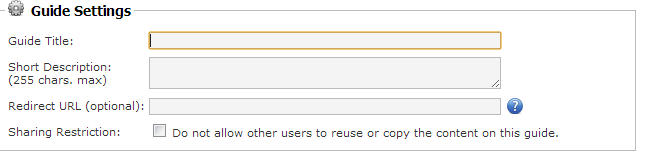 Guide Settings
Guide Title:
Short Description:
(255 chars. max)
Redirect URL (optional): ?
Sharing Restriction: Do not allow other users to reuse or copy the content on this guide.